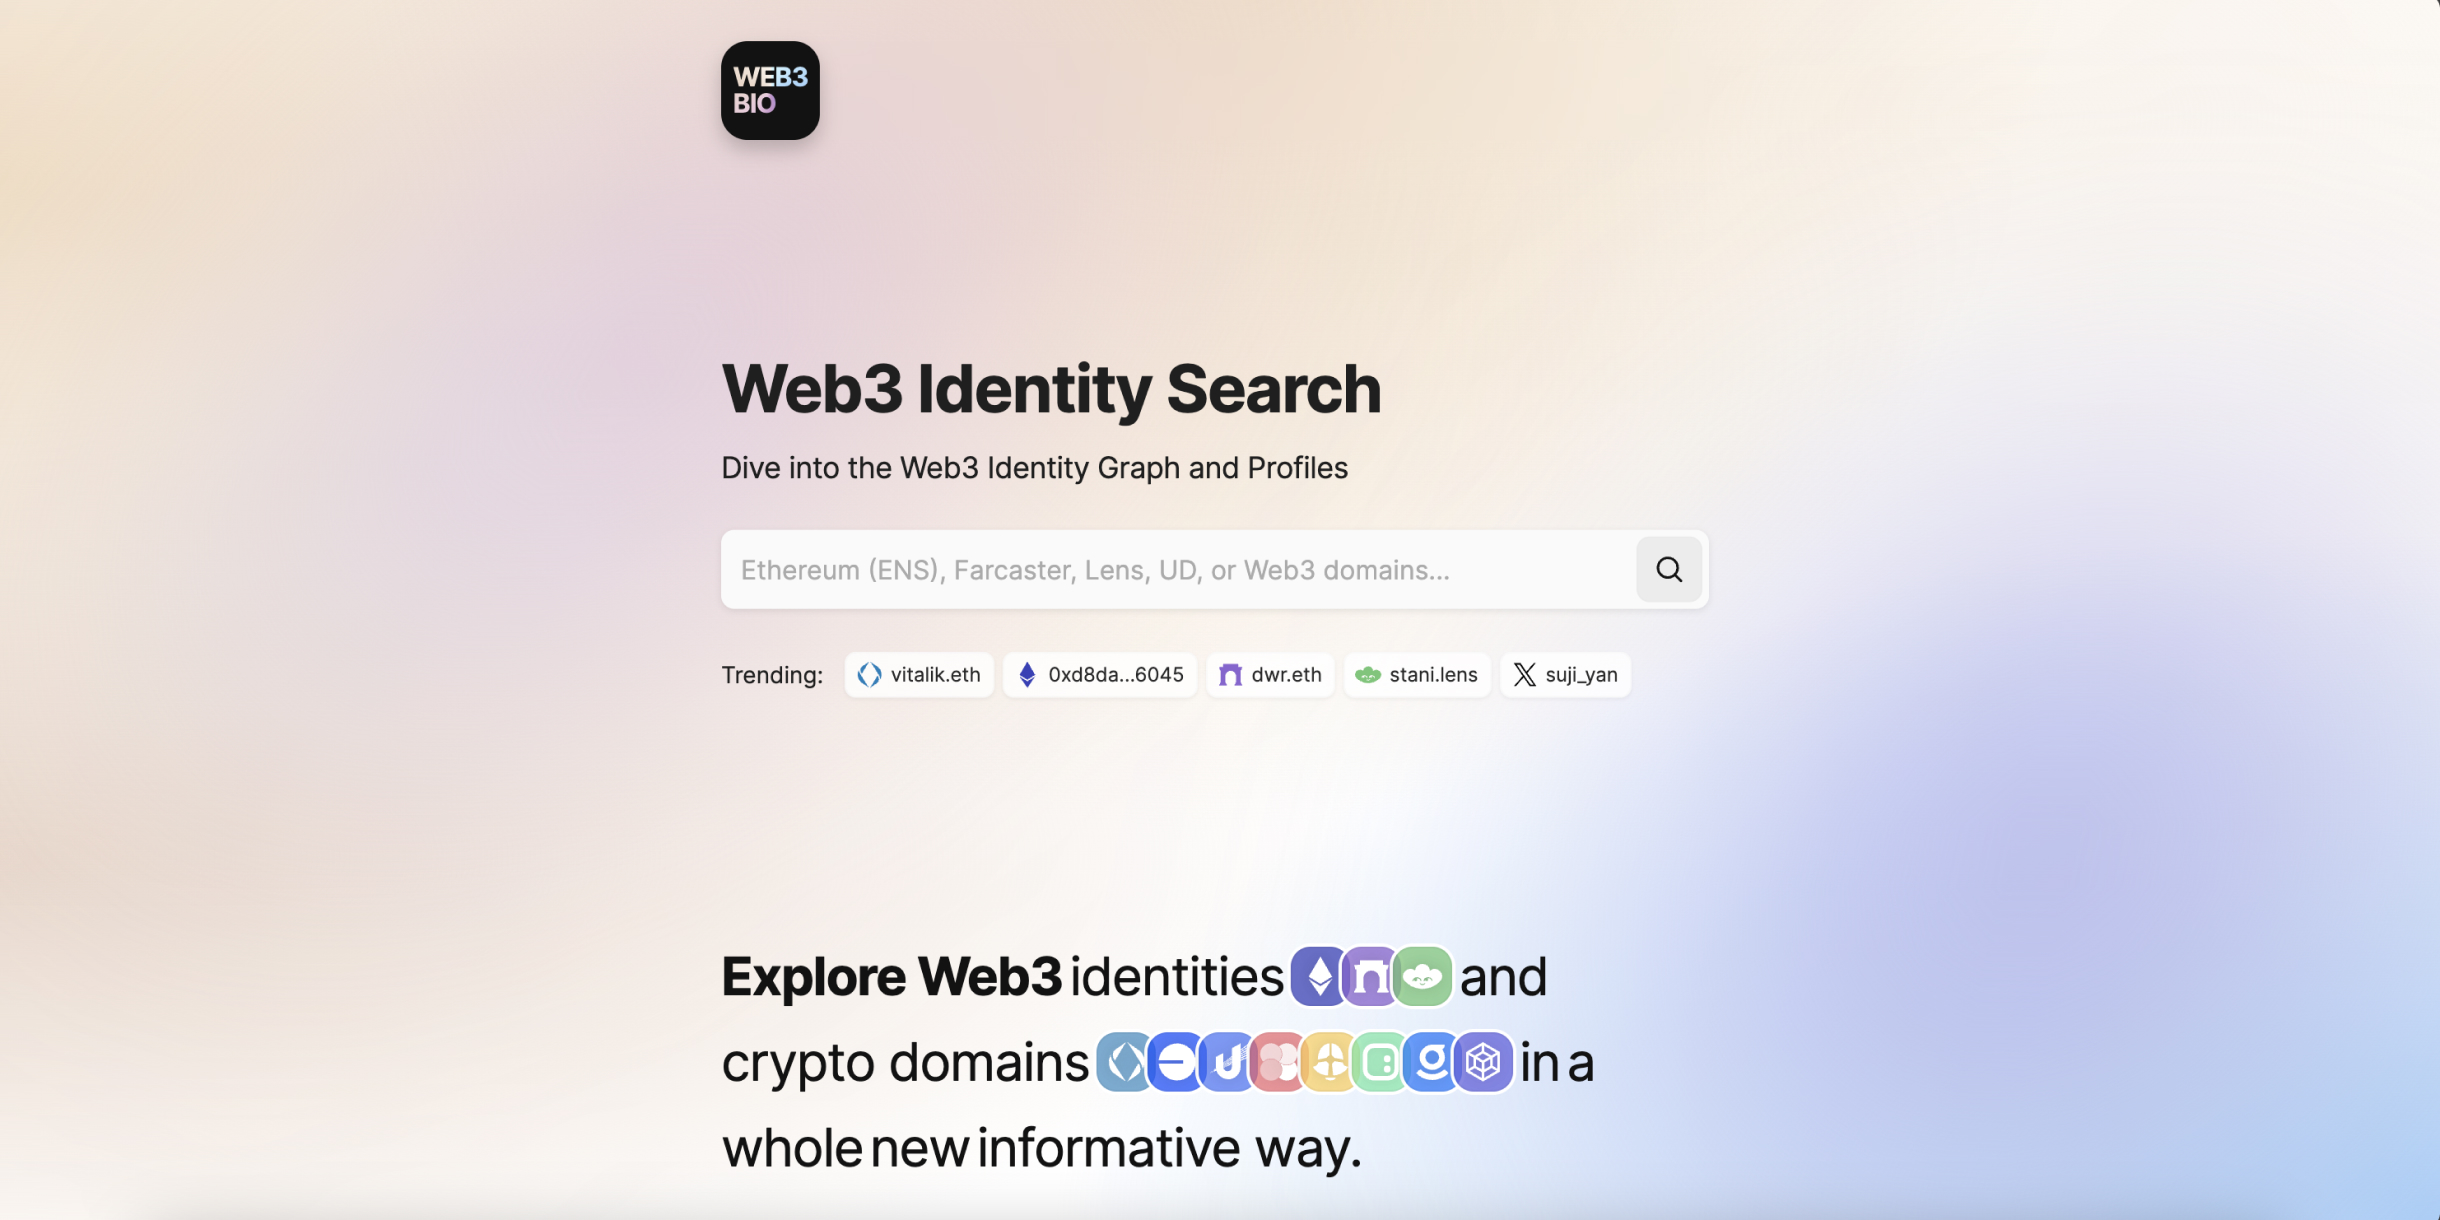 WEB3
BIO
Web3 Identity Search
Dive into the Web3 Identity Graph and Profiles
Ethereum (ENS), Farcaster, Lens, UD, or Web3 domains...
Trending: vitalik.eth 0xd8da...6045 dwr.eth stani.lens suji_yan
Explore Web3 identities and
crypto domains in a
whole new informative way.